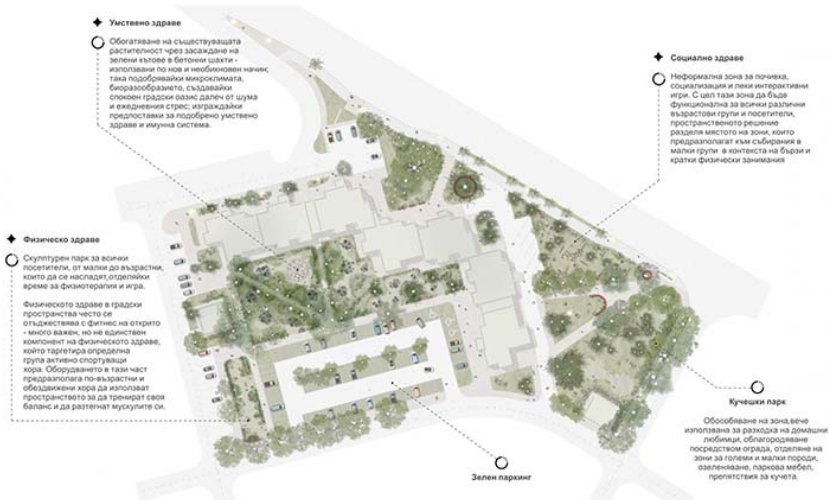 Умствено здраве
Обогатяване на съществуващата
растителност чрез засаждане на
зелени кътове в бетонни шахти -
използвани по нов и необикновен начин;
така подобрявайки микроклимата,
биоразообразието, създавайки
спокоен градски оазис далеч от шума
и ежедневния стрес; изграждайки
предпоставки за подобрено умствено
здраве и имунна система.
Социално здраве
Неформална зона за почивка,
социализация и леки интерактивни
игри. С цел тази зона да бъде
функционална за всички различни
възрастови групи и посетители,
пространственото решение
разделя мястото на зони, които
предразполагат към събирания в
малки групи в контекста на бързи и
кратки физически занимания
Физическо здраве
Скулптурен парк за всички
посетители, от малки до възрастни,
които да се насладят,отделяйки
време за физиотерапия и игра.
Физическото здраве в градски
пространства често се
отъждествява с фитнес на открито
- много важен, но не единствен
компонент на физическото здраве,
който таргетира определна
група активно спортуващи
хора. Оборудването в тази част
предразполага по-възрастни и
обездвижени хора да използват
пространството за да тренират своя
баланс и да разтегнат мускулите си.
Кучешки парк
Обособяване на зона,вече
използвана за разходка на домашни
любимци, облагородяване
посредством ограда, отделяне на
зони за големи и малки породи,
озеленяване, паркова мебел,
препятствия за кучета.
Зелен паркинг